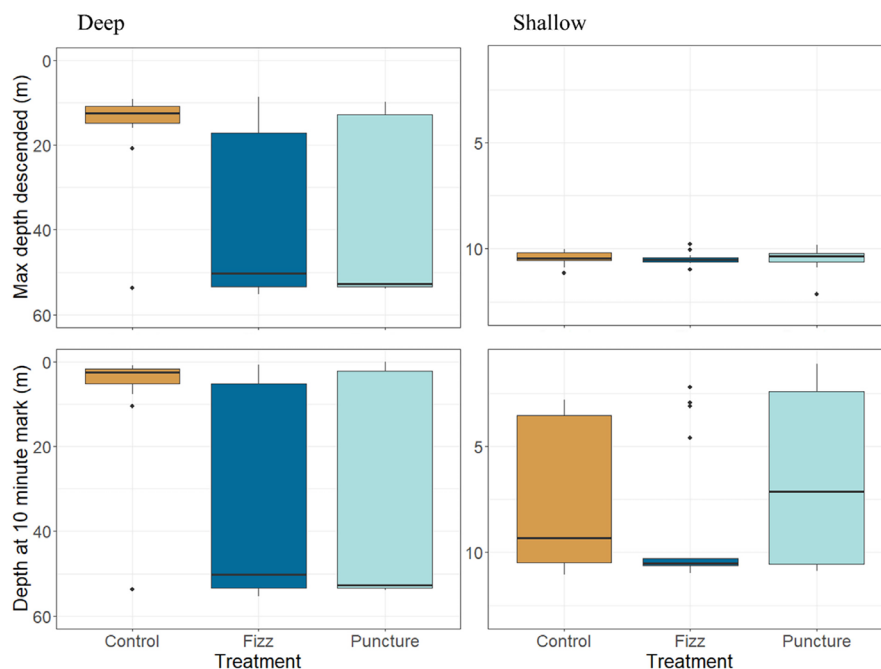 Deep
Shallow
Max depth descended (m)
0
20
40
60
5
10
Depth at 10 minute mark (m)
0
20
40
60
5
10
Control
Fizz
Puncture
Control
Fizz
Puncture
Treatment
Treatment